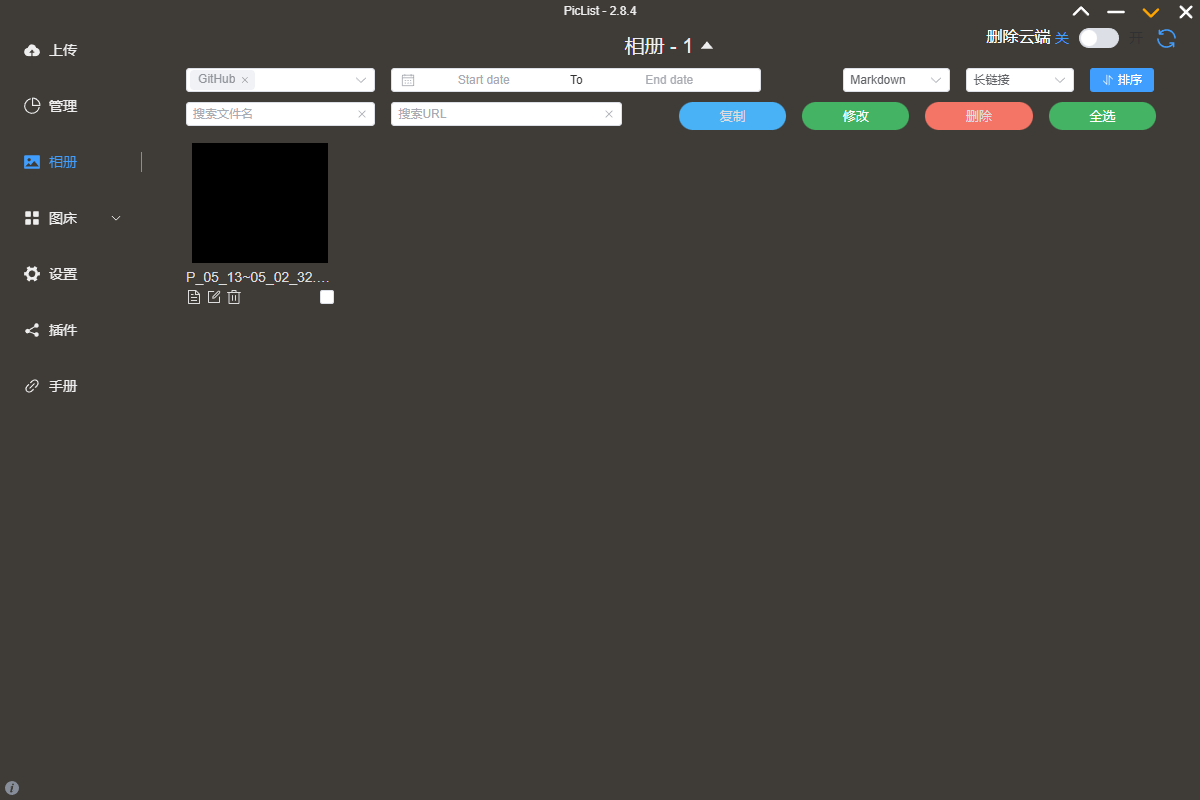 PicList - 2.8.4
上传
管理
相册
图床
设置
插件
手册
相册 - 1
删除云端 关 开
GitHub
Start date To End date
Markdown
长链接
排序
搜索文件名
搜索URL
复制
修改
删除
全选
P_05_13~05_02_32....